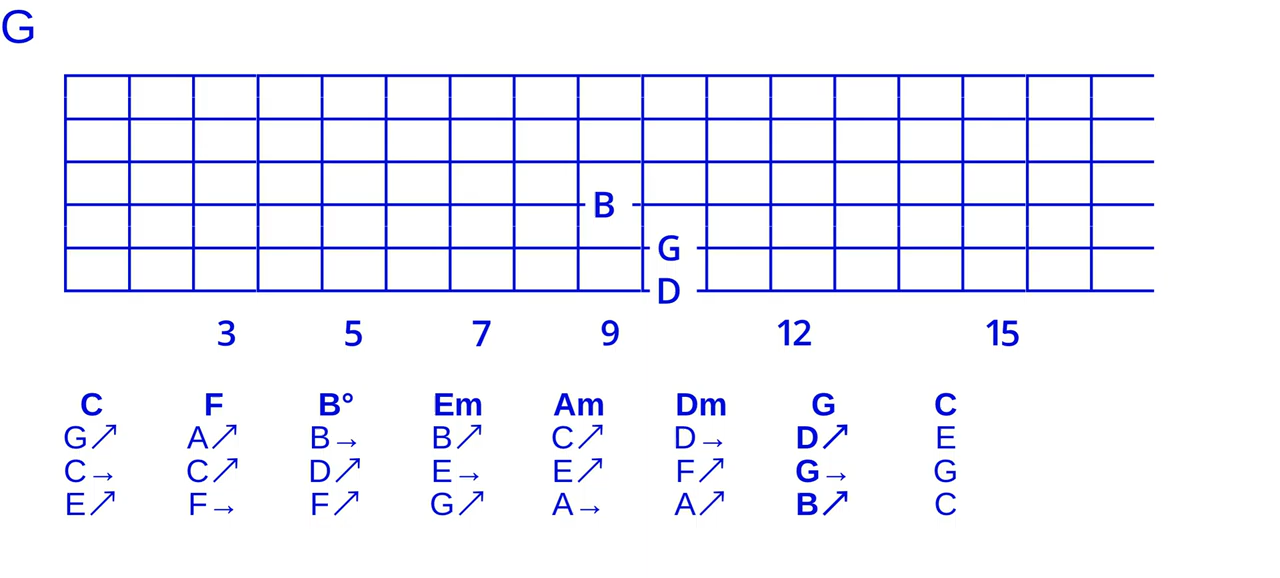 G
B
G
D
3 5 7 9 12 15
C F B° Em Am Dm G C
G↗ A↗ B→ B↗ C↗ D→ D↗ E
C→ C↗ D↗ E→ E↗ F↗ G→ G
E↗ F→ F↗ G↗ A→ A↗ B↗ C